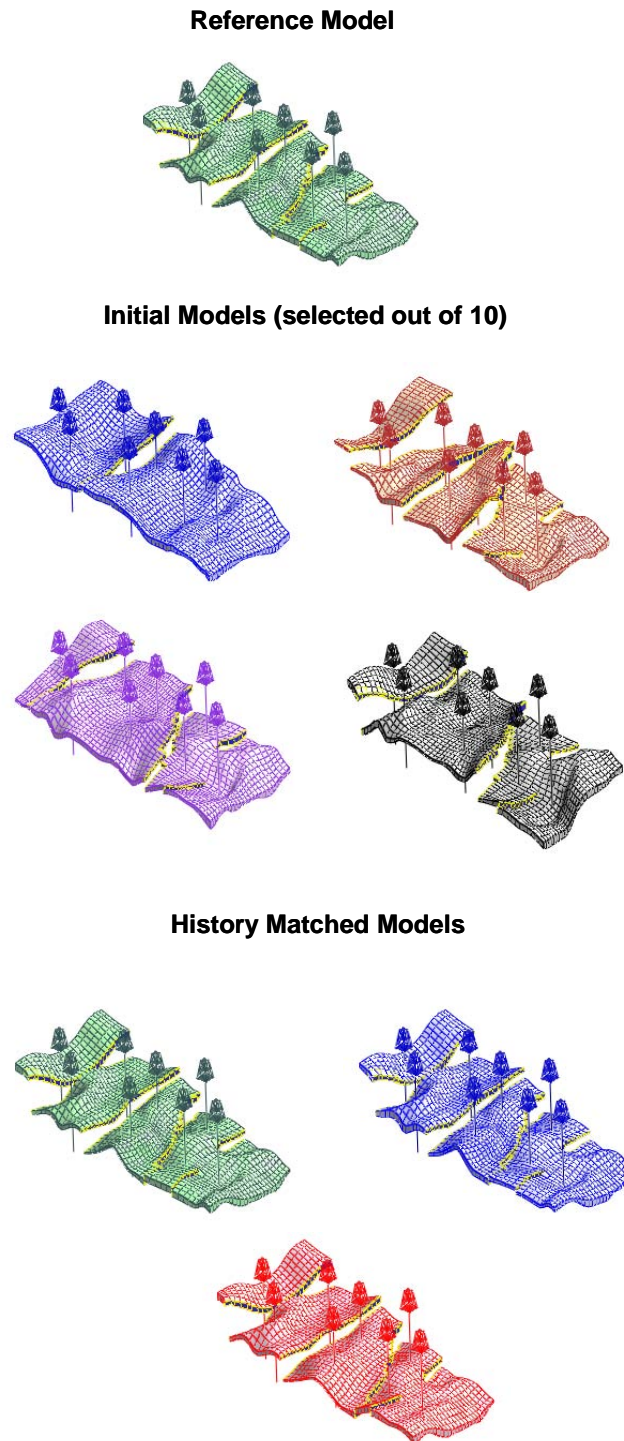 Reference Model
Initial Models (selected out of 10)
History Matched Models